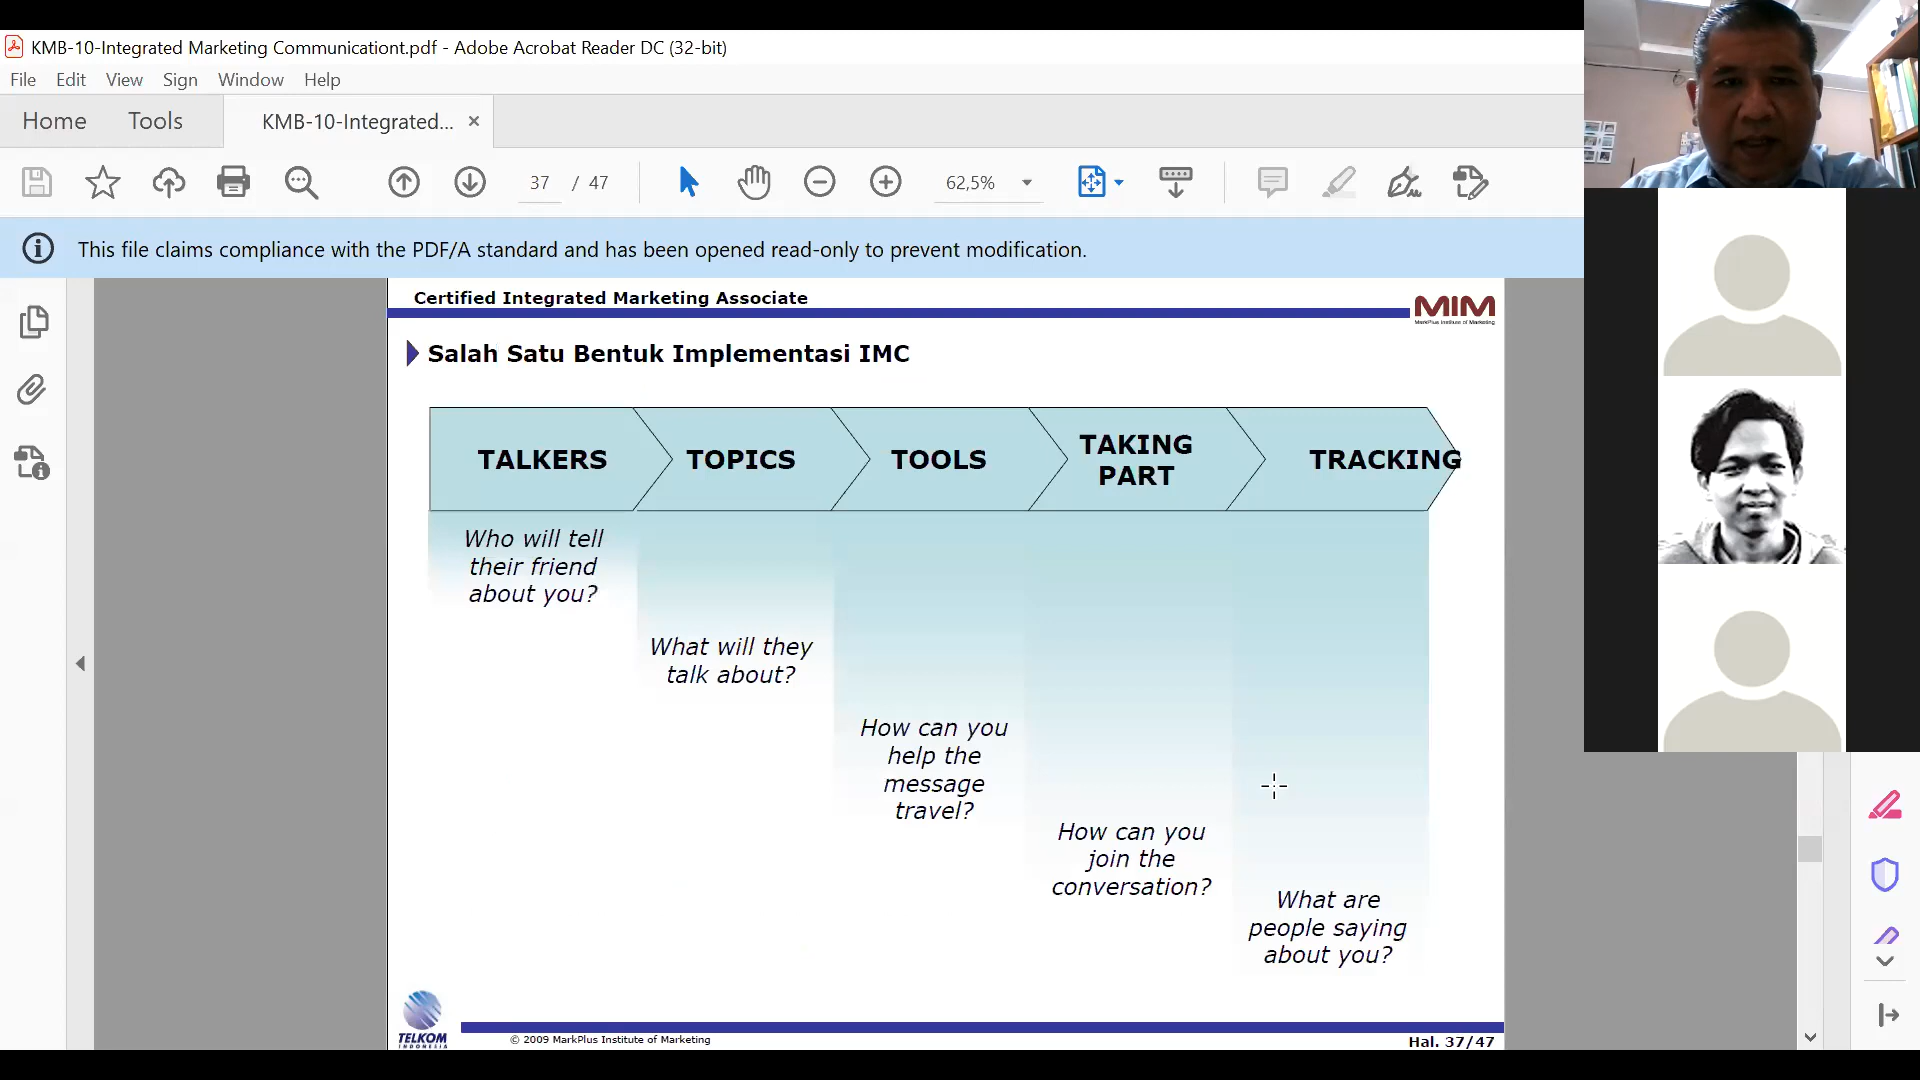 KMB-10-Integrated Marketing Communicationt.pdf - Adobe Acrobat Reader DC (32-bit)
File Edit View Sign Window Help
Home Tools KMB-10-Integrated... ×
37 / 47 62,5%
This file claims compliance with the PDF/A standard and has been opened read-only to prevent modification.
Certified Integrated Marketing Associate
MIM
MarkPlus Institute of Marketing
Salah Satu Bentuk Implementasi IMC
TALKERS
TOPICS
TOOLS
TAKING
PART
TRACKING
Who will tell
their friend
about you?
What will they
talk about?
How can you
help the
message
travel?
How can you
join the
conversation?
What are
people saying
about you?
TELKOM
INDONESIA
© 2009 MarkPlus Institute of Marketing
Hal. 37/47